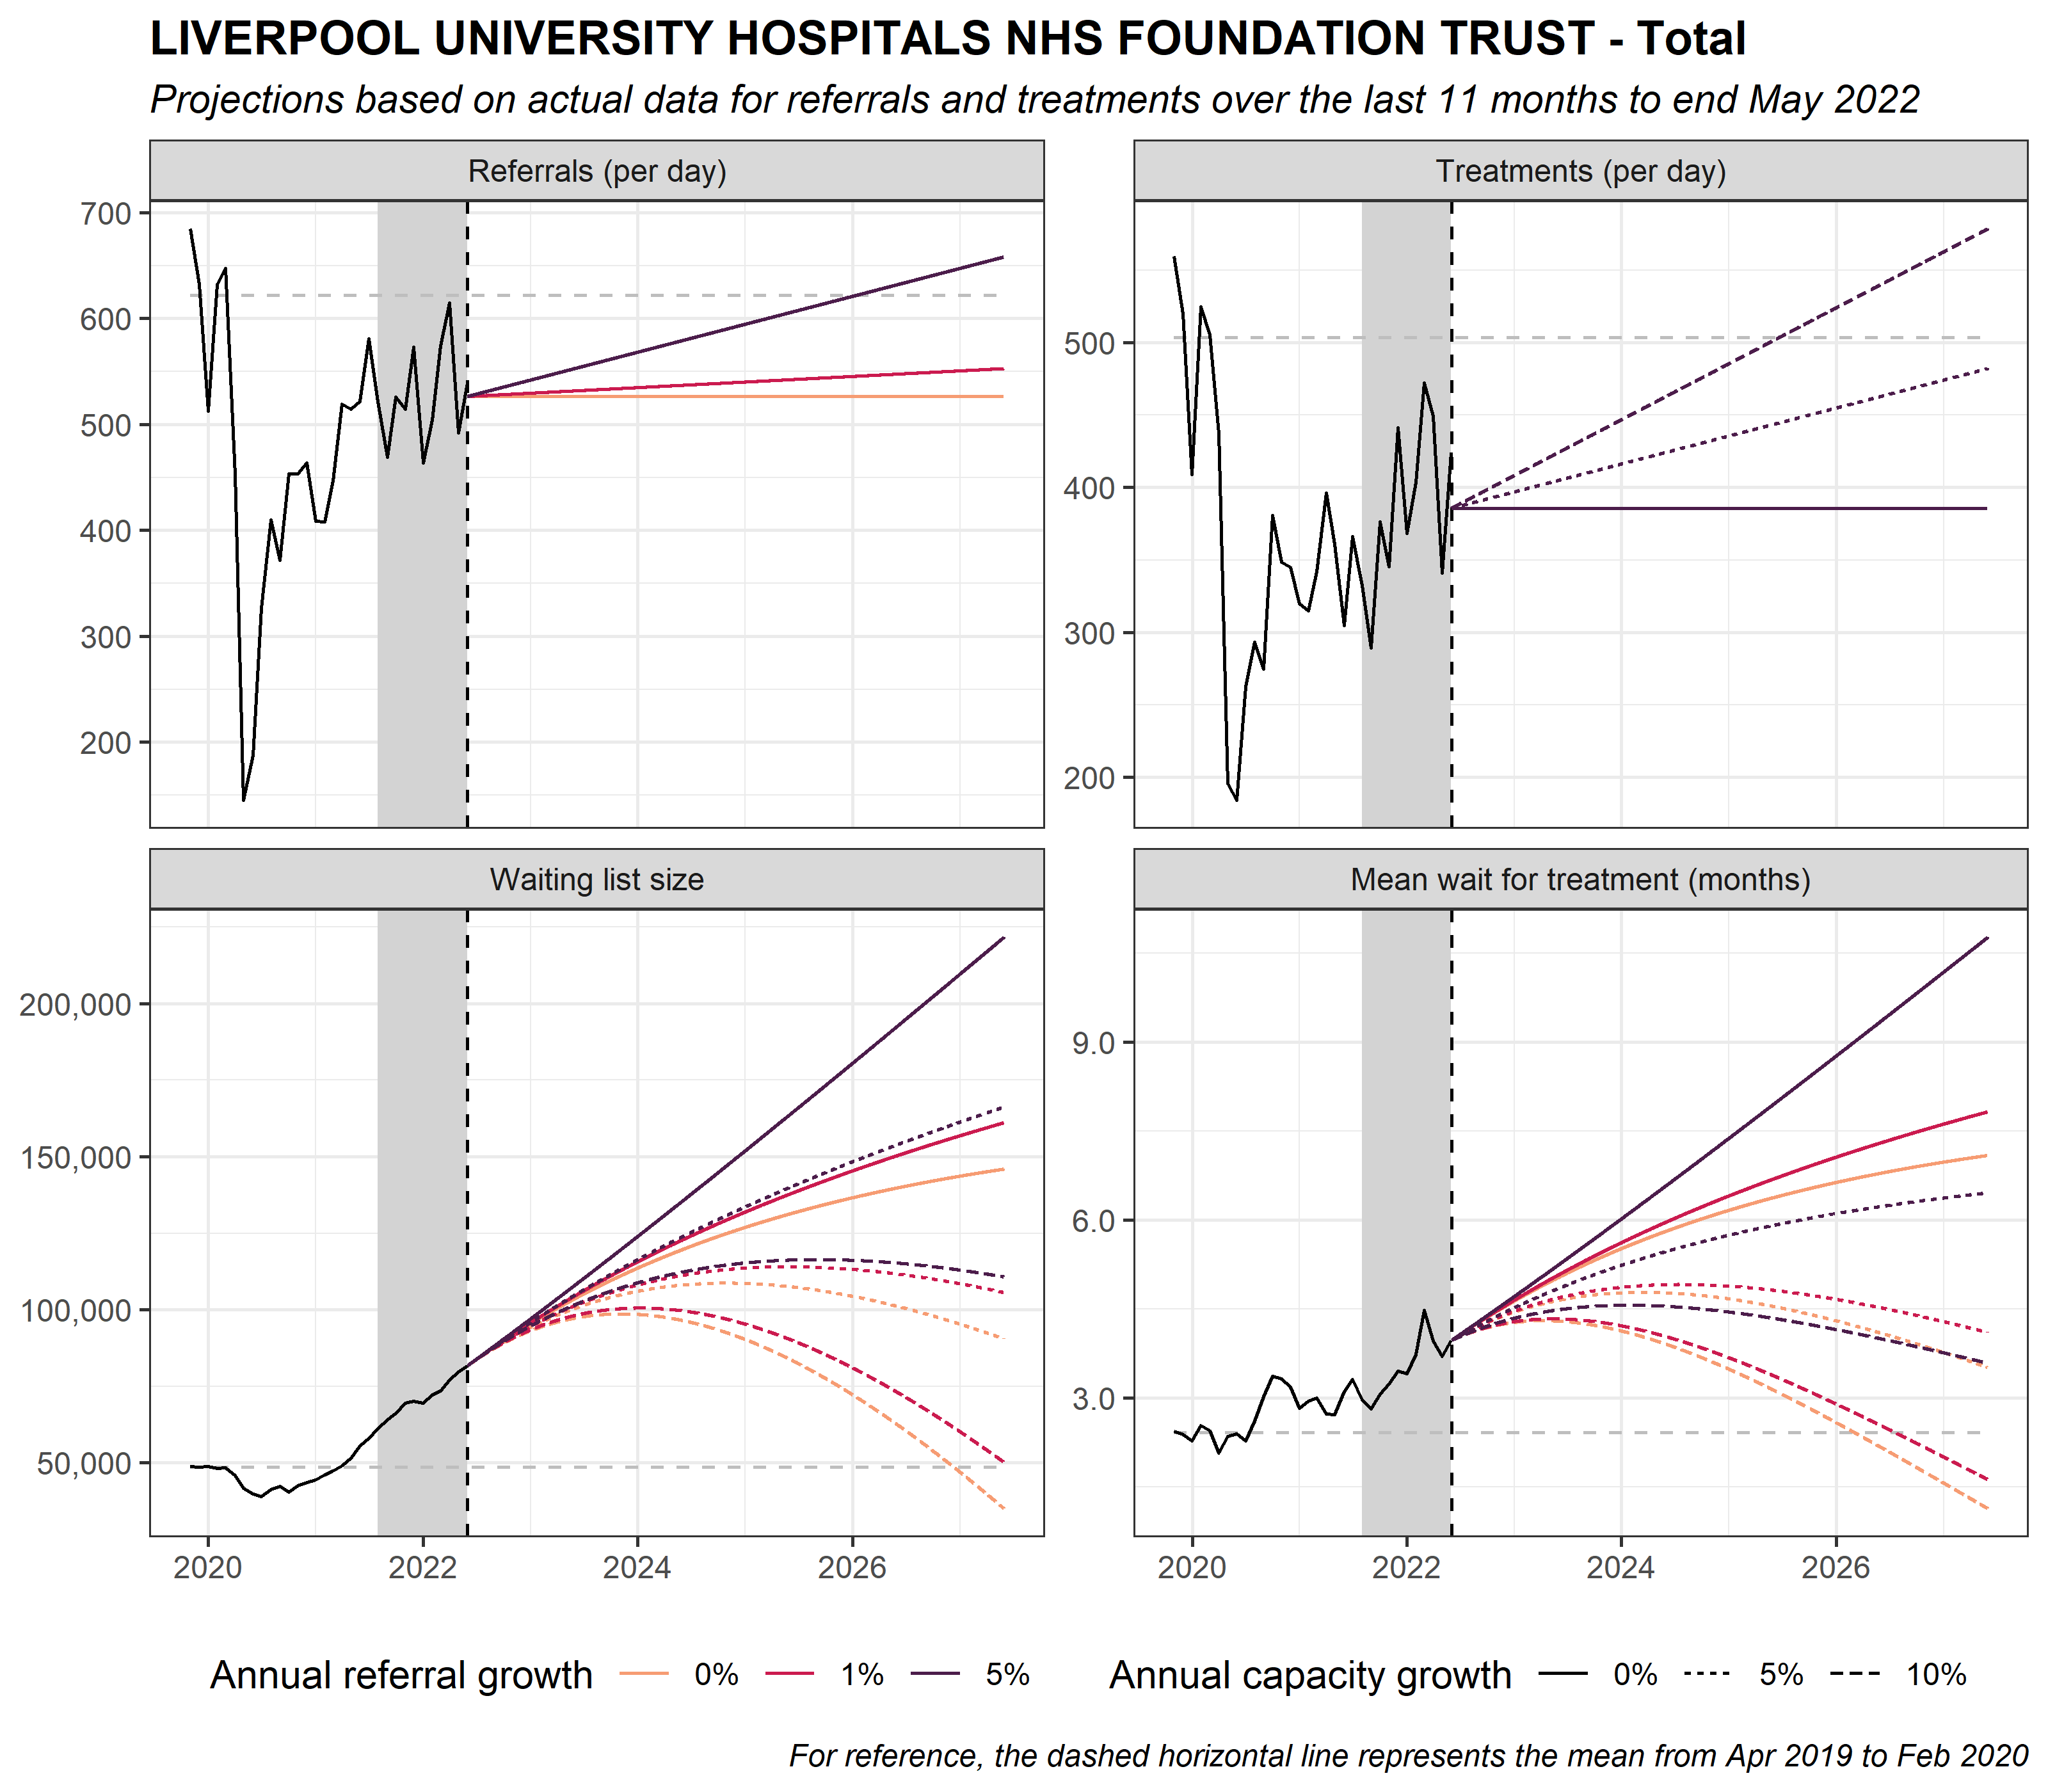 LIVERPOOL UNIVERSITY HOSPITALS NHS FOUNDATION TRUST - Total
Projections based on actual data for referrals and treatments over the last 11 months to end May 2022
Referrals (per day)
700
600
500
400
300
200
Treatments (per day)
500
400
300
200
Waiting list size
200,000
150,000
100,000
50,000
2020 2022 2024 2026
Mean wait for treatment (months)
9.0
6.0
3.0
2020 2022 2024 2026
Annual referral growth 0% 1% 5%
Annual capacity growth 0% 5% 10%
For reference, the dashed horizontal line represents the mean from Apr 2019 to Feb 2020